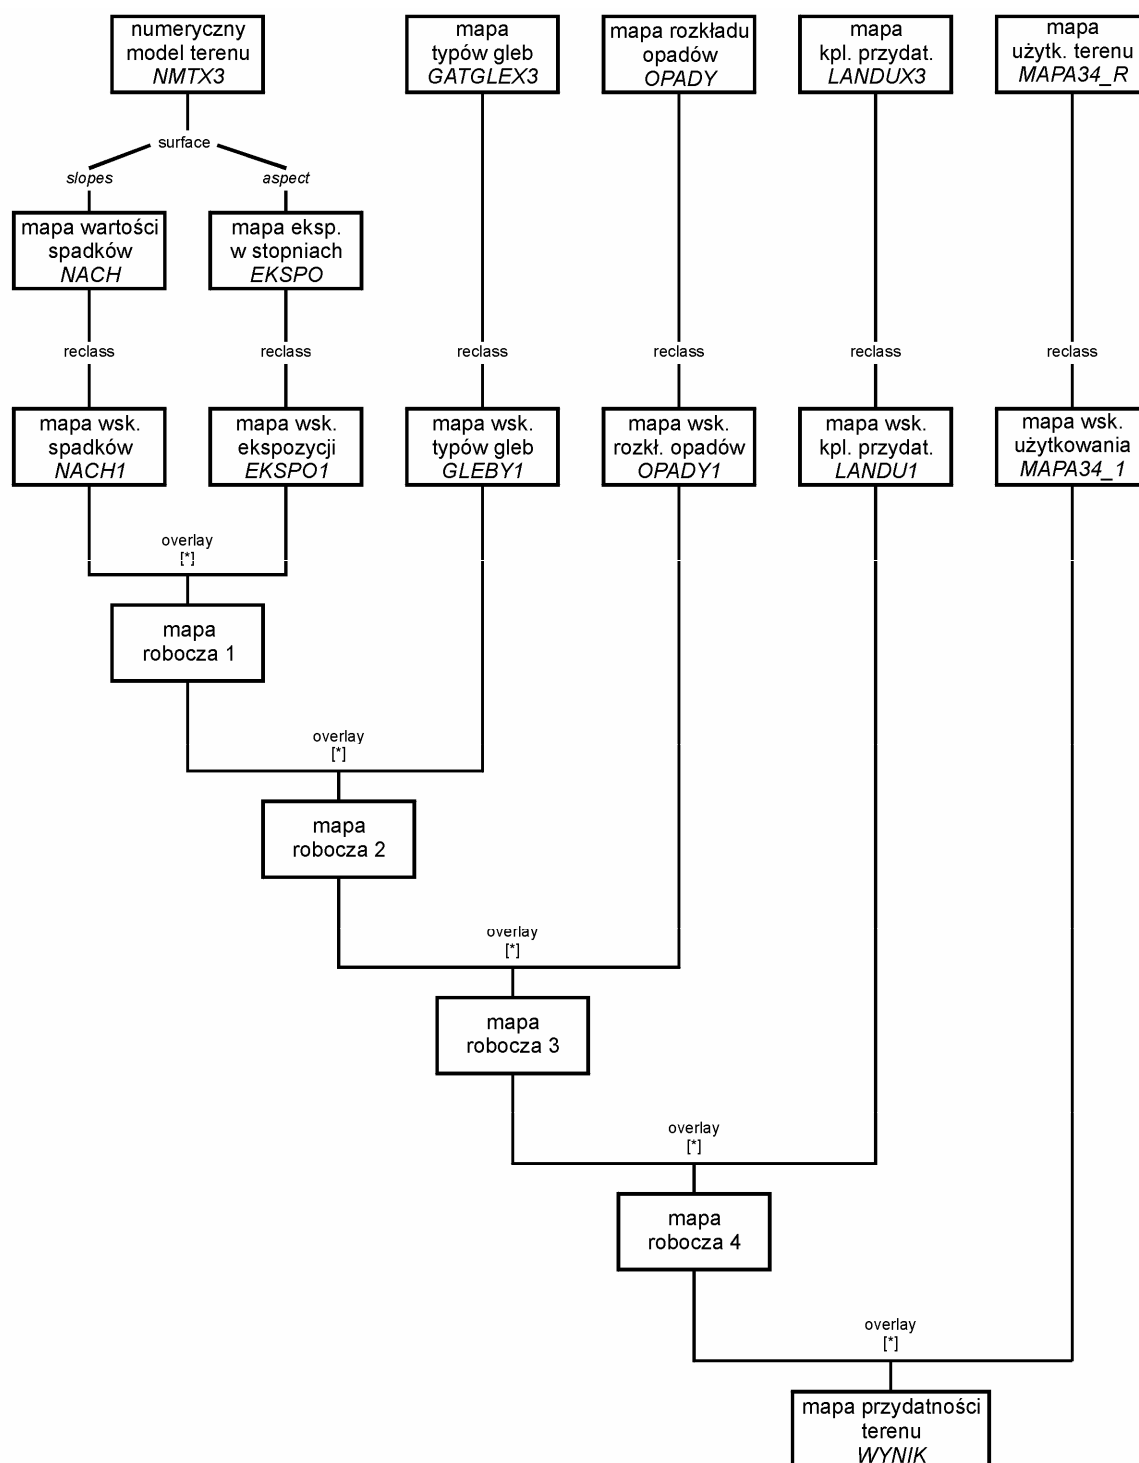 numeryczny
model terenu
NMTX3
mapa
typów gleb
GATGLEX3
mapa rozkładu
opadów
OPADY
mapa
kpl. przydat.
LANDUX3
mapa
użytk. terenu
MAPA34_R
surface
slopes
aspect
mapa wartości
spadków
NACH
mapa eksp.
w stopniach
EKSPO
reclass
reclass
reclass
reclass
reclass
reclass
mapa wsk.
spadków
NACH1
mapa wsk.
ekspozycji
EKSPO1
mapa wsk.
typów gleb
GLEBY1
mapa wsk.
rozkł. opadów
OPADY1
mapa wsk.
kpl. przydat.
LANDU1
mapa wsk.
użytkowania
MAPA34_1
overlay
[*]
mapa
robocza 1
overlay
[*]
mapa
robocza 2
overlay
[*]
mapa
robocza 3
overlay
[*]
mapa
robocza 4
overlay
[*]
mapa przydatności
terenu
WYNIK